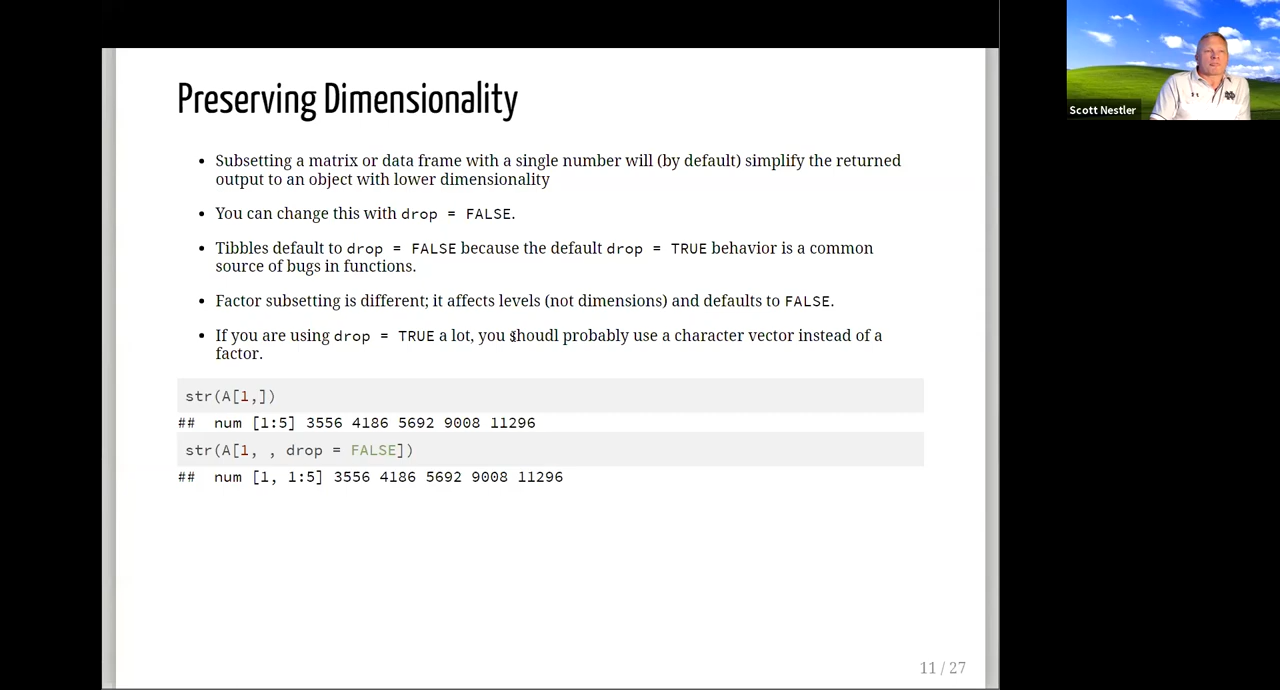 Preserving Dimensionality
• Subsetting a matrix or data frame with a single number will (by default) simplify the returned
output to an object with lower dimensionality
• You can change this with drop = FALSE.
• Tibbles default to drop = FALSE because the default drop = TRUE behavior is a common
source of bugs in functions.
• Factor subsetting is different; it affects levels (not dimensions) and defaults to FALSE.
• If you are using drop = TRUE a lot, you shoudl probably use a character vector instead of a
factor.
str(A[1,])
## num [1:5] 3556 4186 5692 9008 11296
str(A[1, , drop = FALSE])
## num [1, 1:5] 3556 4186 5692 9008 11296
11 / 27
Scott Nestler